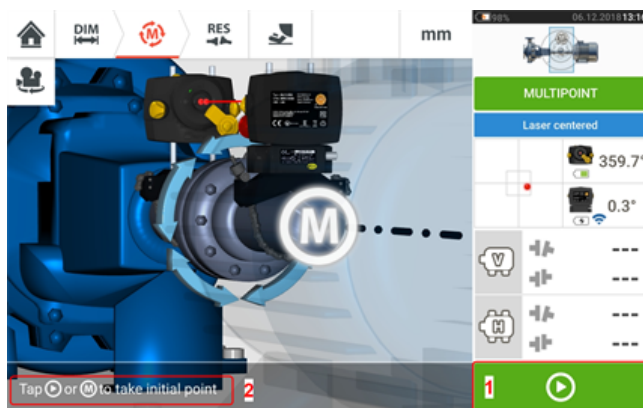 DIM
M
RES
mm
98%
06.12.2018 13:10
MULTIPOINT
Laser centered
359.7°
0.3°
M
V
---
---
H
---
---
Tap or M to take initial point
2
1